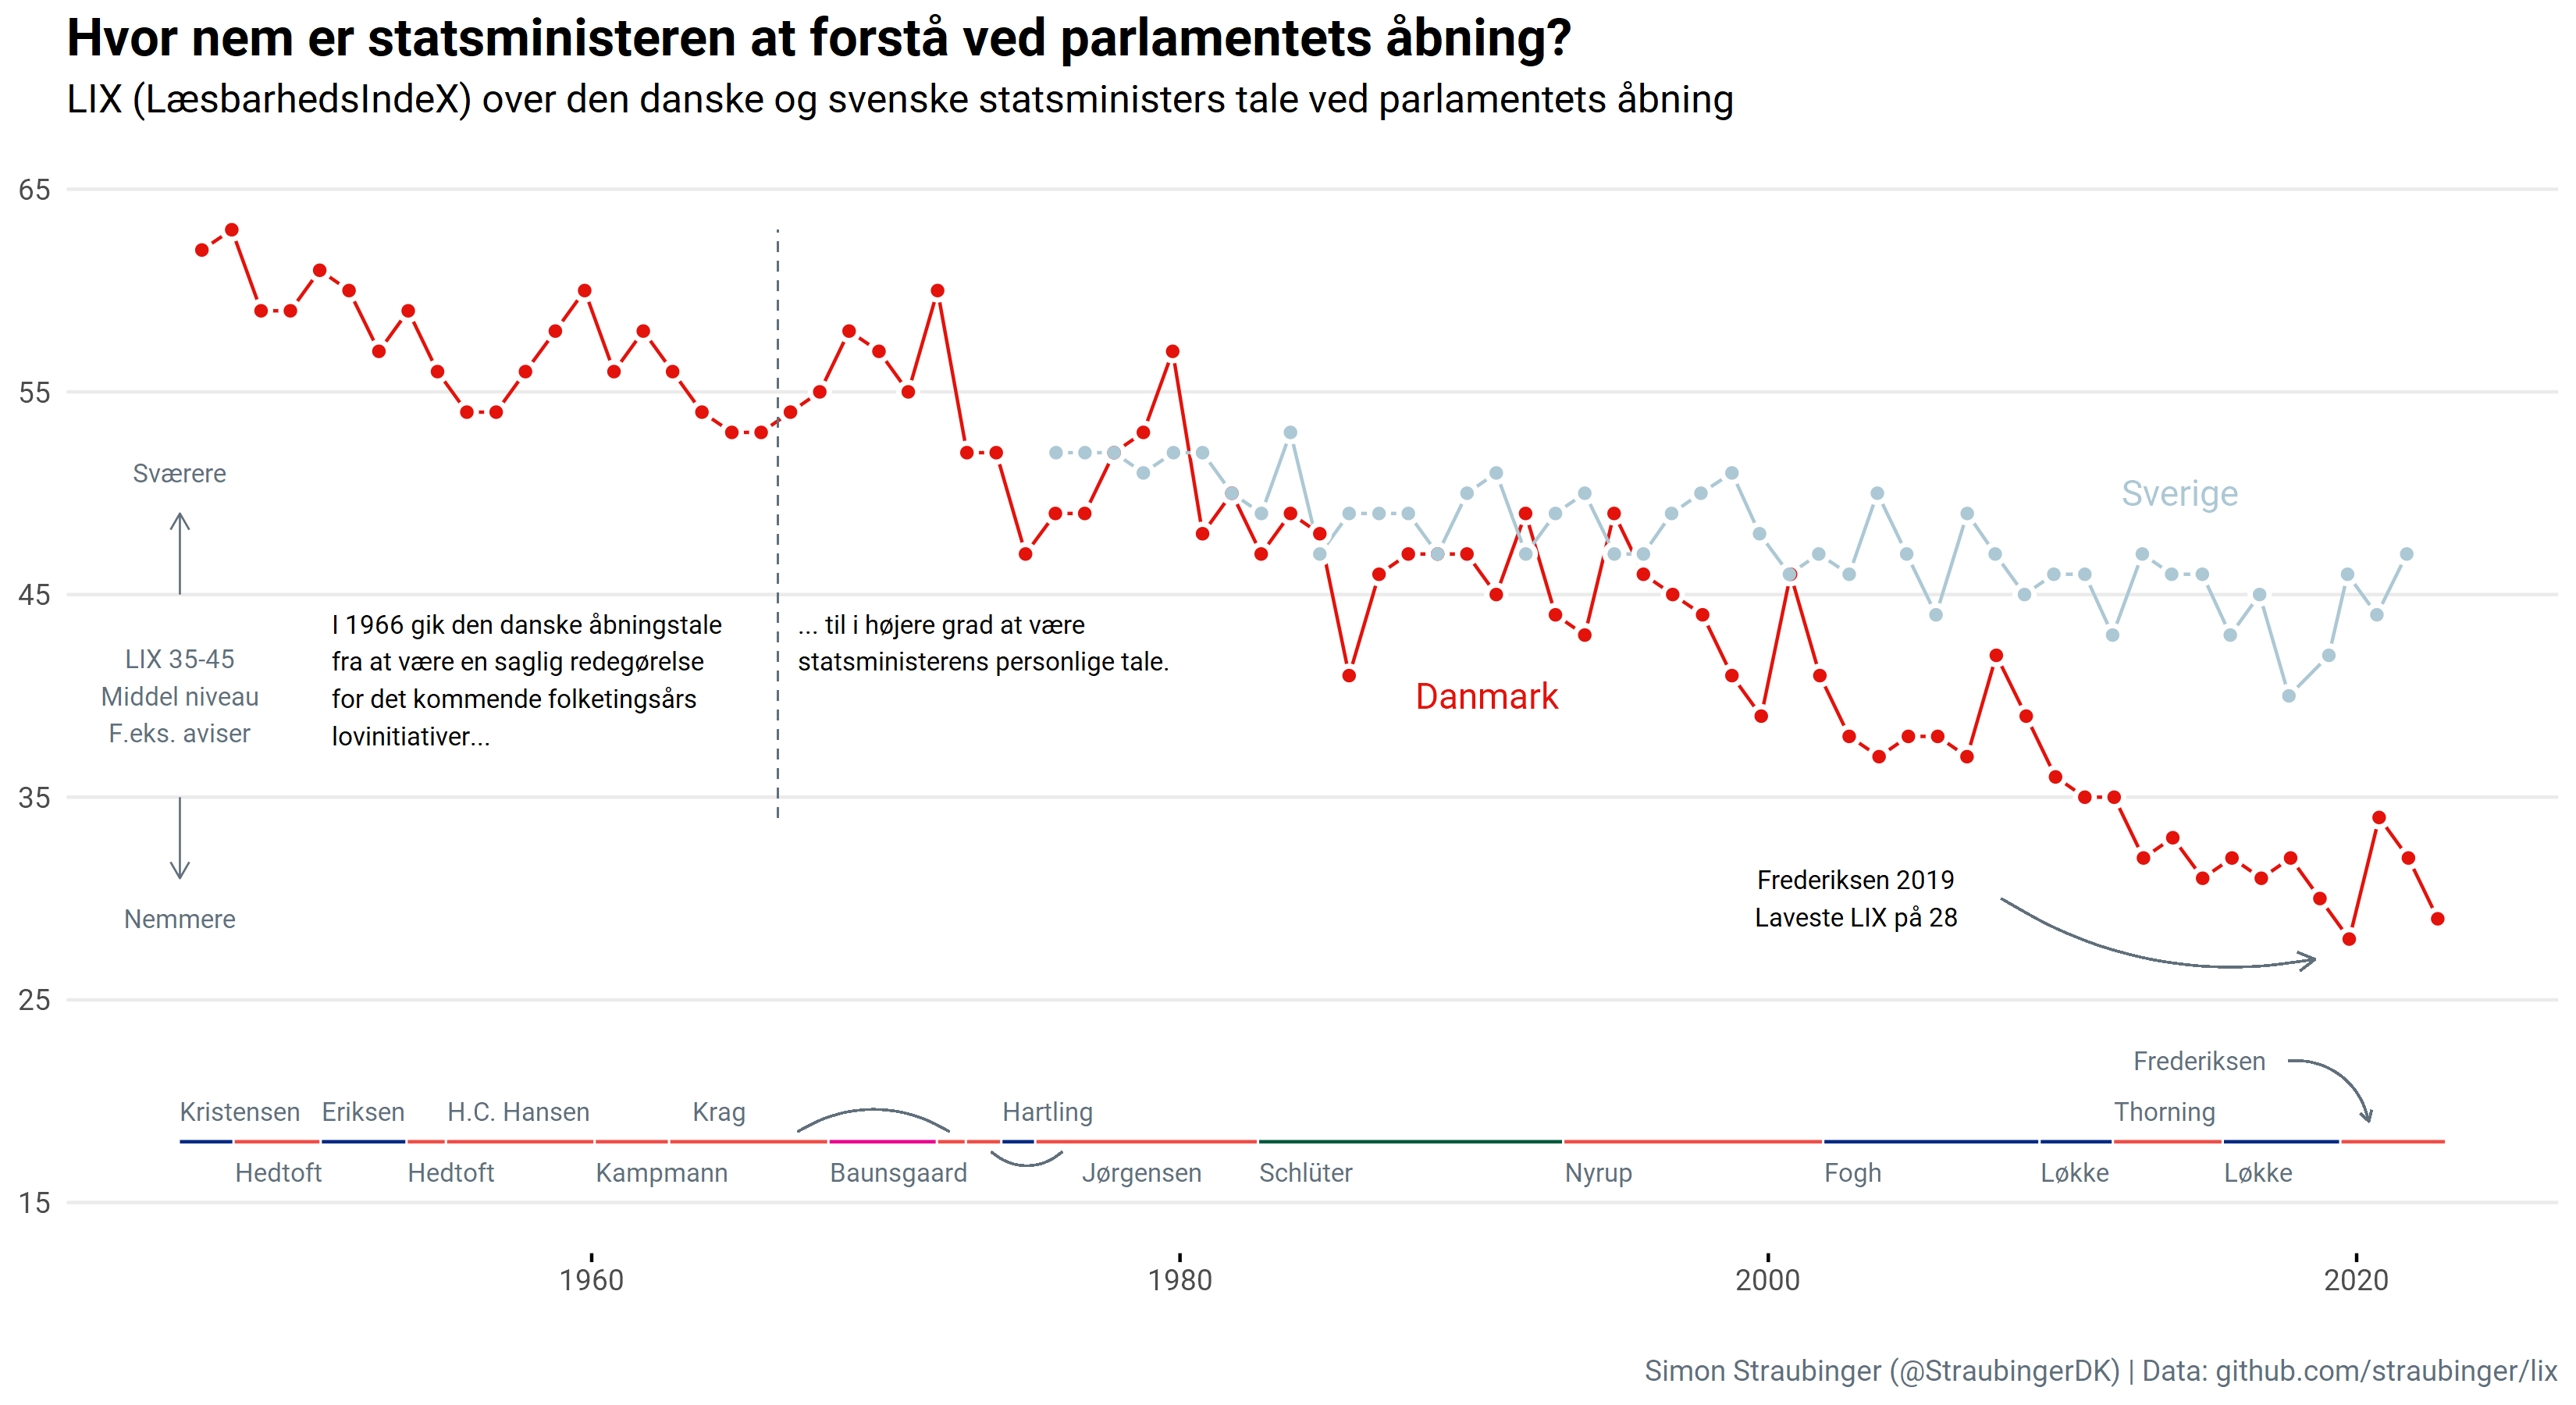 Hvor nem er statsministeren at forstå ved parlamentets åbning?
LIX (LæsbarhedsIndeX) over den danske og svenske statsministers tale ved parlamentets åbning
65
55
45
35
25
15
Sværere
LIX 35-45
Middel niveau
F.eks. aviser
Nemmere
I 1966 gik den danske åbningstale
fra at være en saglig redegørelse
for det kommende folketingsårs
lovinitiativer...
... til i højere grad at være
statsministerens personlige tale.
Danmark
Sverige
Frederiksen 2019
Laveste LIX på 28
Frederiksen
Kristensen
Eriksen
H.C. Hansen
Krag
Hartling
Thorning
Hedtoft
Hedtoft
Kampmann
Baunsgaard
Jørgensen
Schlüter
Nyrup
Fogh
Løkke
Løkke
1960
1980
2000
2020
Simon Straubinger (@StraubingerDK) | Data: github.com/straubinger/lix